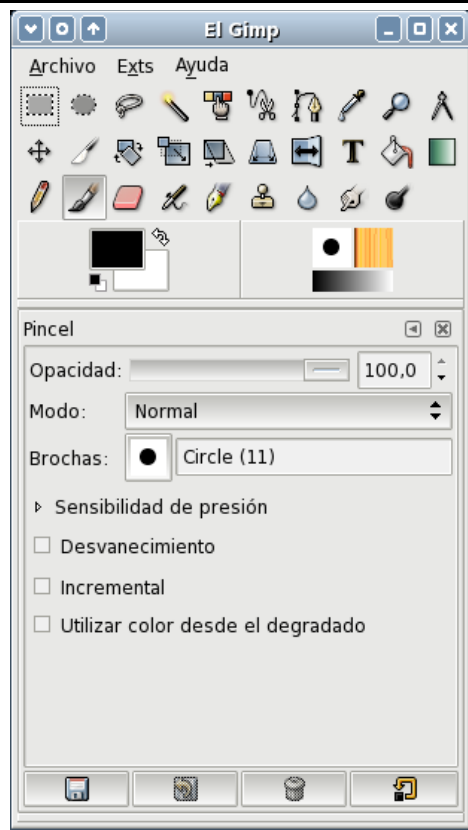 El Gimp
Archivo Exts Ayuda
T
Pincel
Opacidad: 100,0
Modo: Normal
Brochas: Circle (11)
Sensibilidad de presión
Desvanecimiento
Incremental
Utilizar color desde el degradado